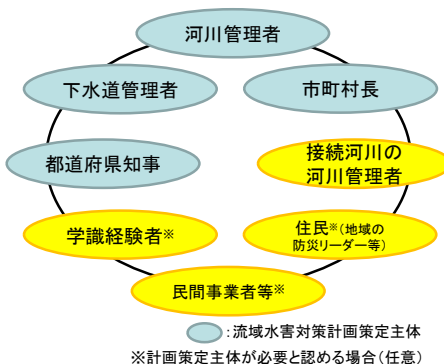 河川管理者
下水道管理者
市町村長
都道府県知事
接続河川の
河川管理者
学識経験者※
住民※(地域の
防災リーダー等)
民間事業者等※
:流域水害対策計画策定主体
※計画策定主体が必要と認める場合(任意)